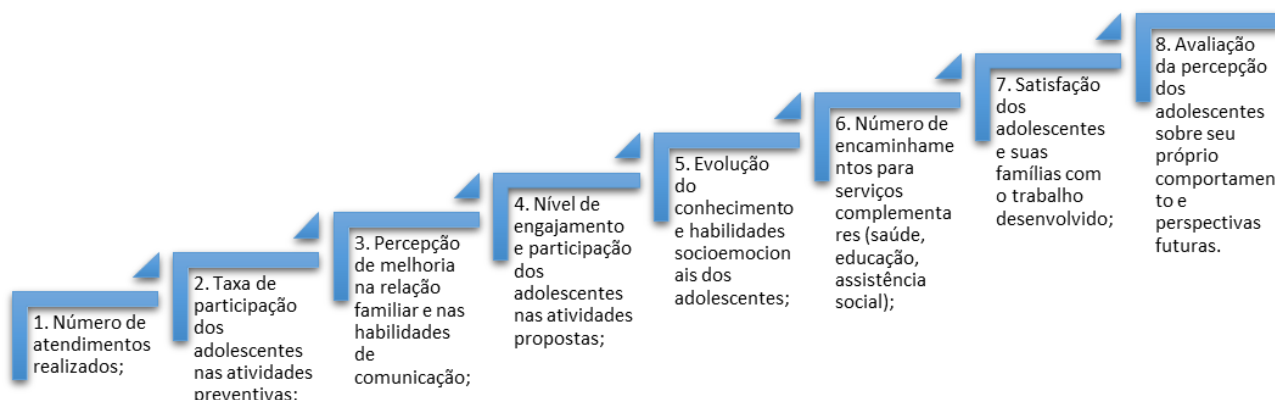 1. Número de
atendimentos
realizados;
2. Taxa de
participação
dos
adolescentes
nas atividades
preventivas;
3. Percepção
de melhoria
na relação
familiar e nas
habilidades
de
comunicação;
4. Nível de
engajamento
e participação
dos
adolescentes
nas atividades
propostas;
5. Evolução
do
conhecimento
e habilidades
socioemocion
ais dos
adolescentes;
6. Número de
encaminhame
ntos para
serviços
complementa
res (saúde,
educação,
assistência
social);
7. Satisfação
dos
adolescentes
e suas
famílias com
o trabalho
desenvolvido;
8. Avaliação
da percepção
dos
adolescentes
sobre seu
próprio
comportamen
to e
perspectivas
futuras.